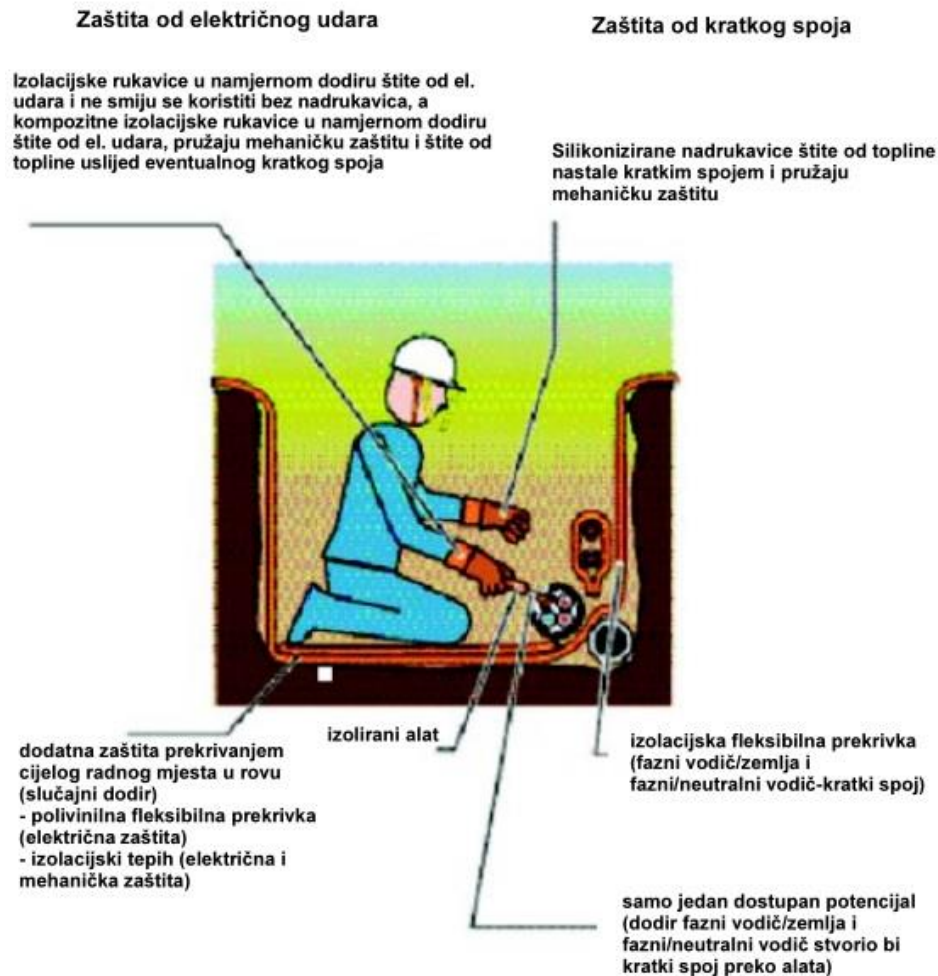 Zaštita od električnog udara
Zaštita od kratkog spoja
Izolacijske rukavice u namjernom dodiru štite od el.
udara i ne smiju se koristiti bez nadrukavica, a
kompozitne izolacijske rukavice u namjernom dodiru
štite od el. udara, pružaju mehaničku zaštitu i štite od
topline uslijed eventualnog kratkog spoja
Silikonizirane nadrukavice štite od topline
nastale kratkim spojem i pružaju
mehaničku zaštitu
dodatna zaštita prekrivanjem
cijelog radnog mjesta u rovu
(slučajni dodir)
- polivinilna fleksibilna prekrivka
(električna zaštita)
- izolacijski tepih (električna i
mehanička zaštita)
izolirani alat
izolacijska fleksibilna prekrivka
(fazni vodič/zemlja i
fazni/neutralni vodič-kratki spoj)
samo jedan dostupan potencijal
(dodir fazni vodič/zemlja i
fazni/neutralni vodič stvorio bi
kratki spoj preko alata)